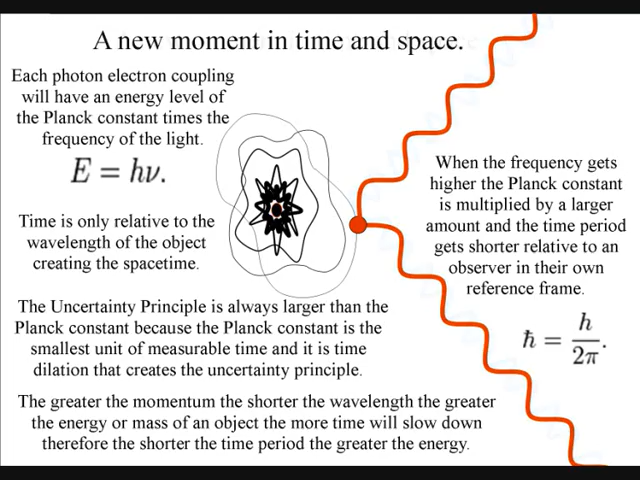 A new moment in time and space.
Each photon electron coupling
will have an energy level of
the Planck constant times the
frequency of the light.
E = hν.
Time is only relative to the
wavelength of the object
creating the spacetime.
When the frequency gets
higher the Planck constant
is multiplied by a larger
amount and the time period
gets shorter relative to an
observer in their own
reference frame.
ħ = h/2π.
The Uncertainty Principle is always larger than the
Planck constant because the Planck constant is the
smallest unit of measurable time and it is time
dilation that creates the uncertainty principle.
The greater the momentum the shorter the wavelength the greater
the energy or mass of an object the more time will slow down
therefore the shorter the time period the greater the energy.